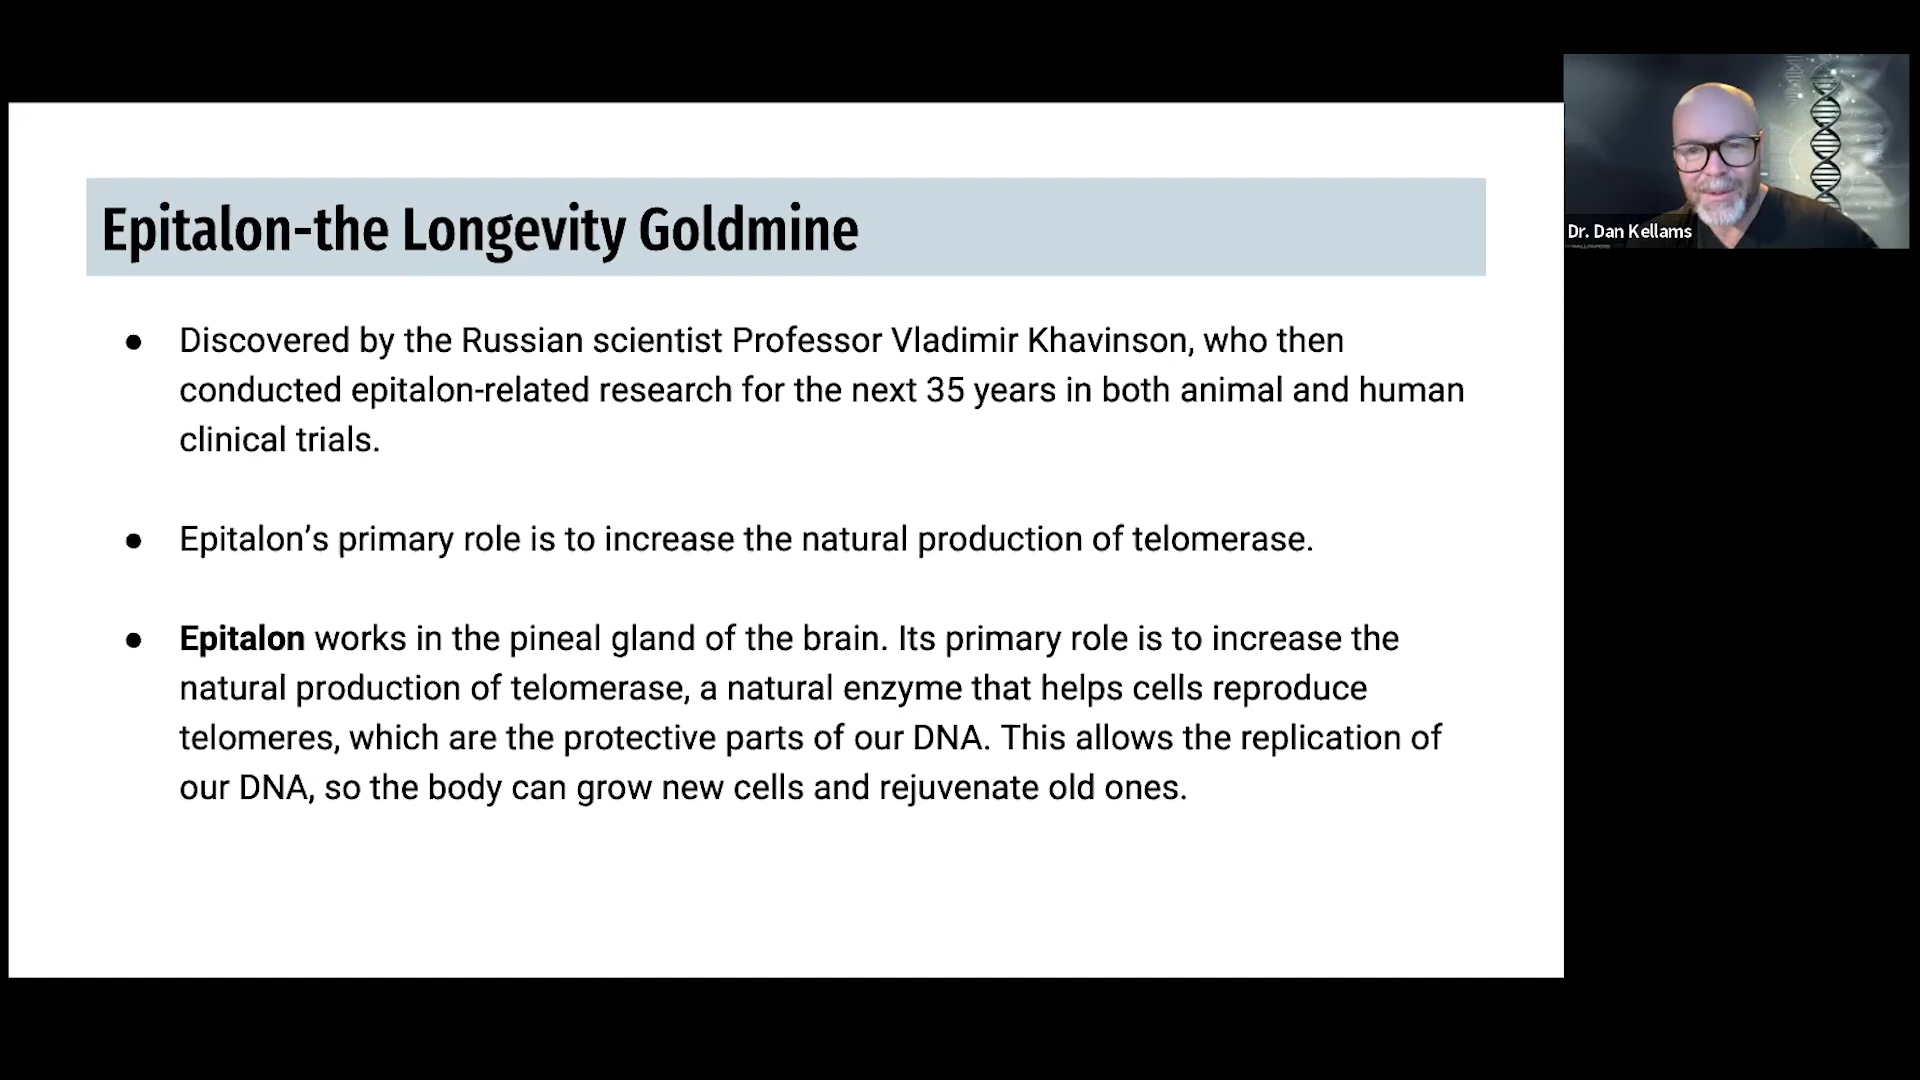 Epitalon-the Longevity Goldmine
● Discovered by the Russian scientist Professor Vladimir Khavinson, who then
conducted epitalon-related research for the next 35 years in both animal and human
clinical trials.
● Epitalon’s primary role is to increase the natural production of telomerase.
● Epitalon works in the pineal gland of the brain. Its primary role is to increase the
natural production of telomerase, a natural enzyme that helps cells reproduce
telomeres, which are the protective parts of our DNA. This allows the replication of
our DNA, so the body can grow new cells and rejuvenate old ones.
Dr. Dan Kellams